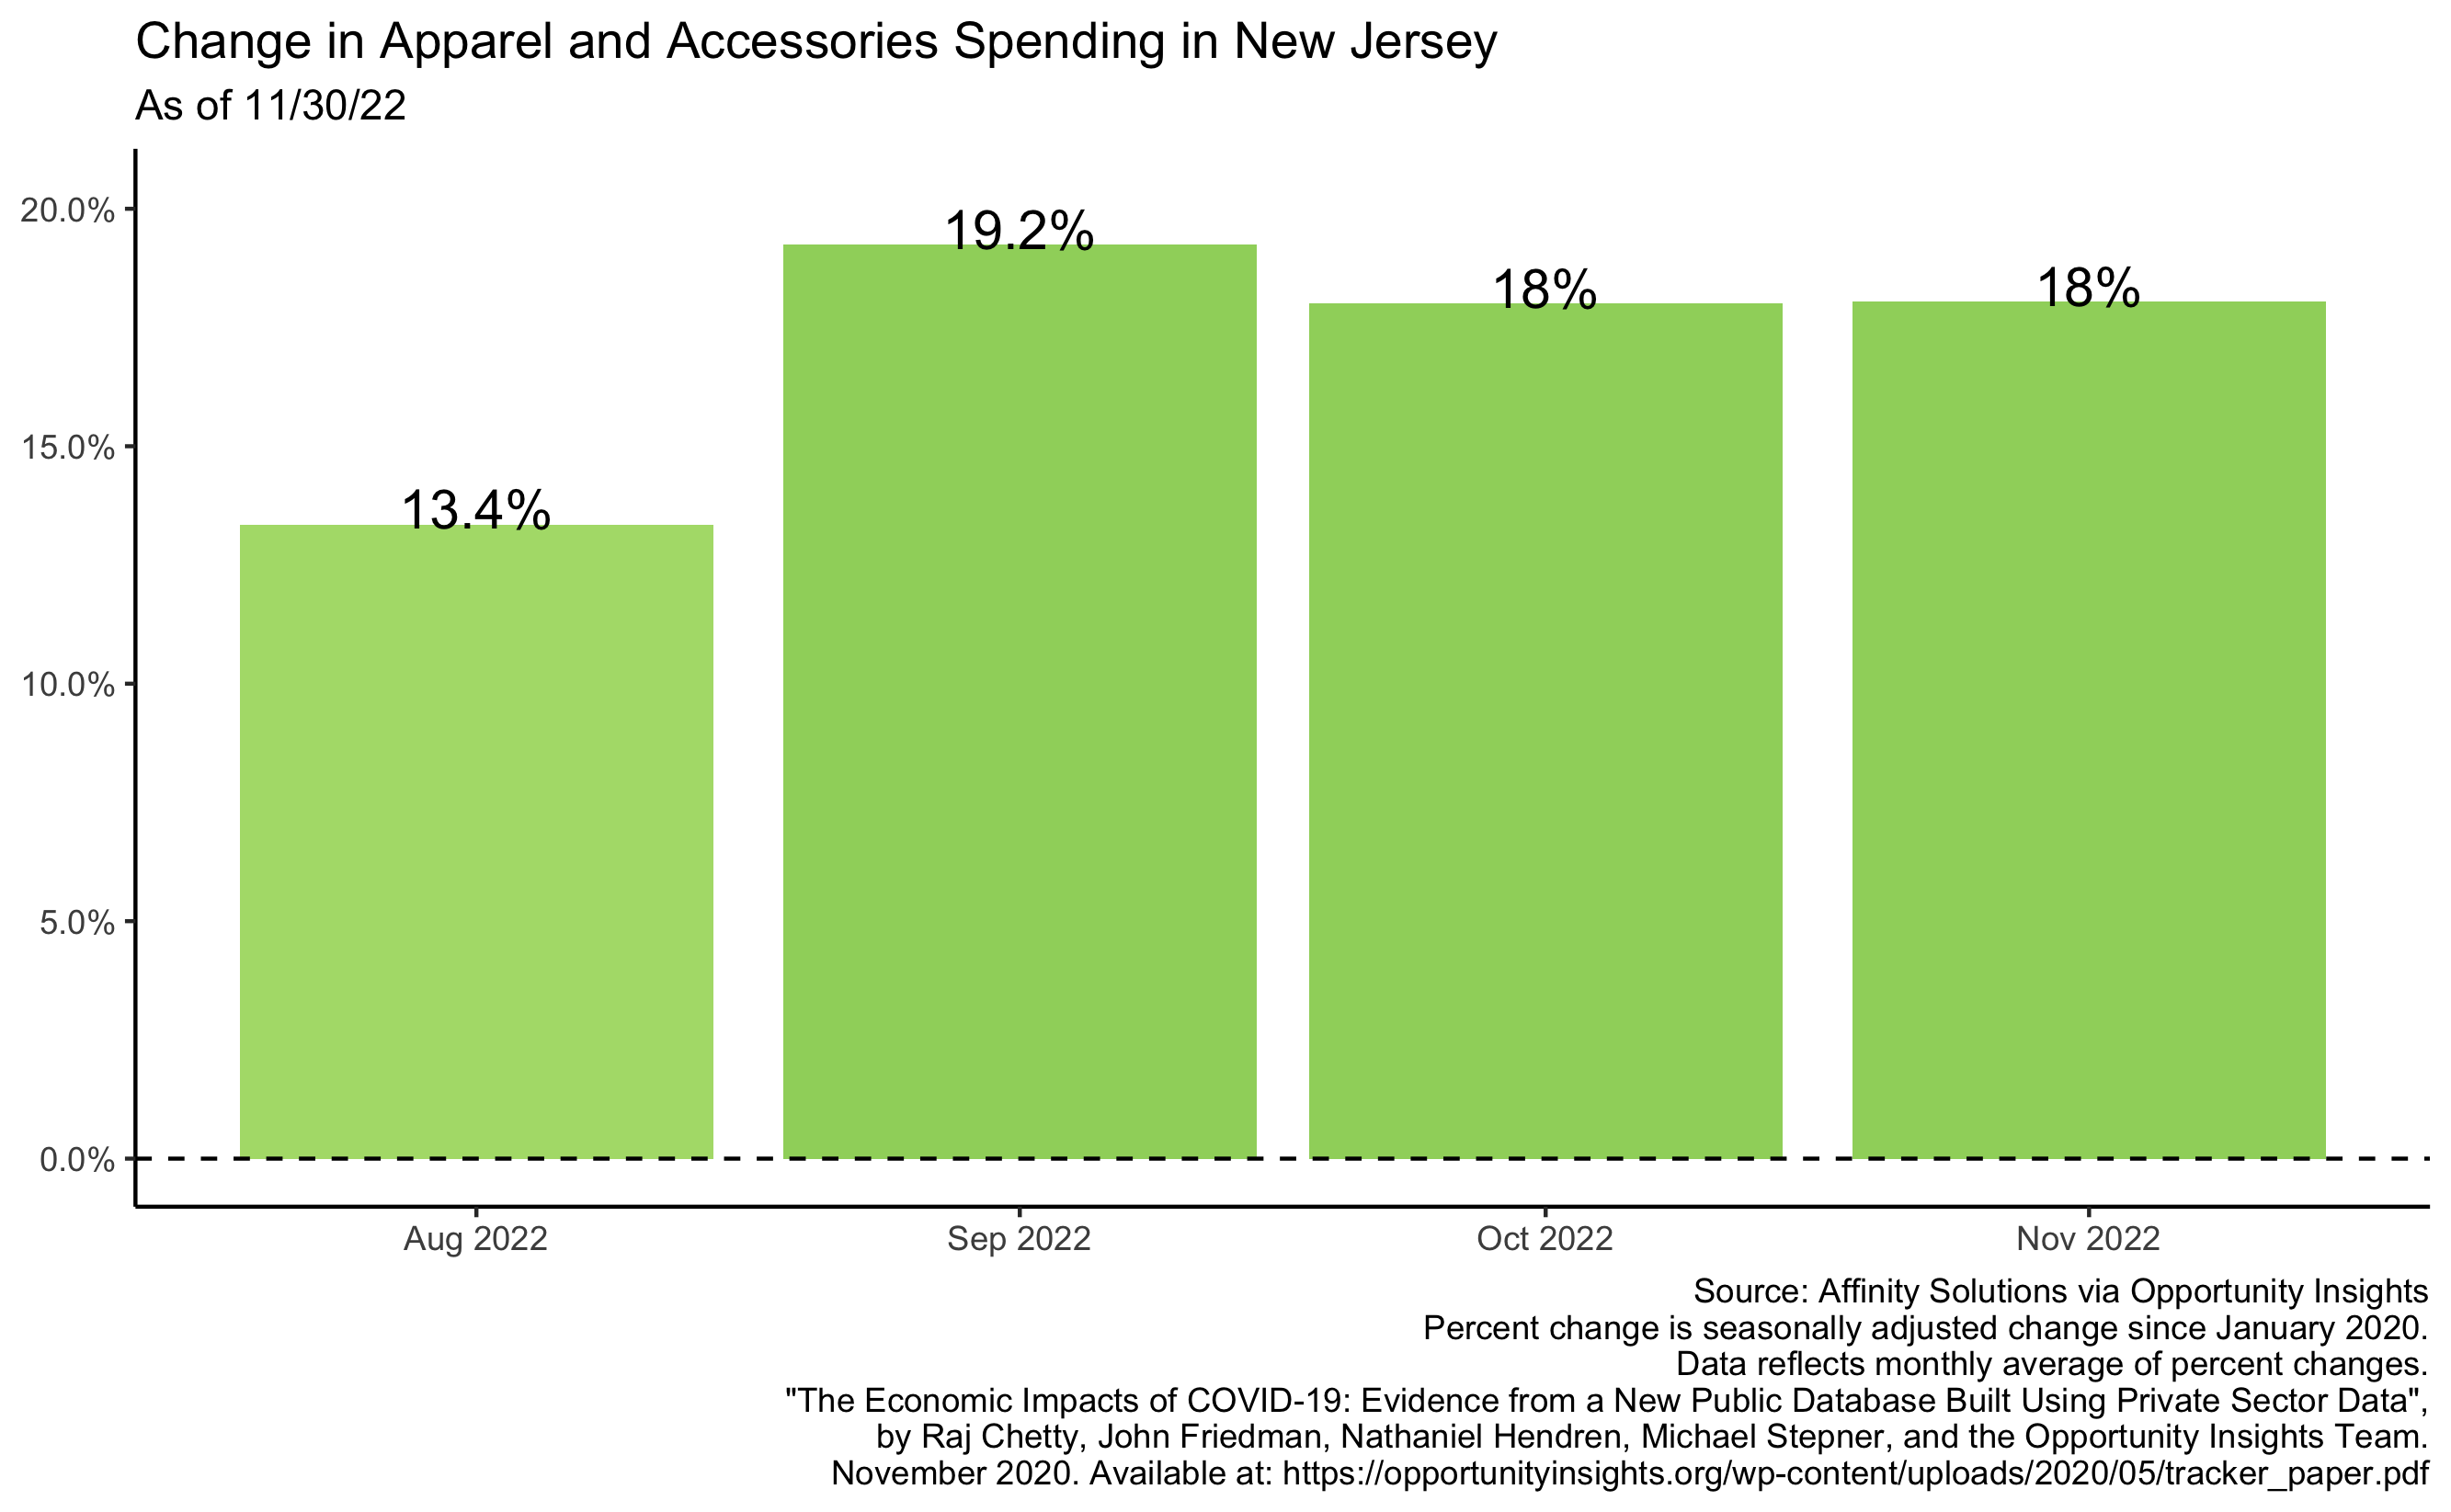 Change in Apparel and Accessories Spending in New Jersey
As of 11/30/22
20.0%
15.0%
10.0%
5.0%
0.0%
13.4%
19.2%
18%
18%
Aug 2022
Sep 2022
Oct 2022
Nov 2022
Source: Affinity Solutions via Opportunity Insights
Percent change is seasonally adjusted change since January 2020.
Data reflects monthly average of percent changes.
"The Economic Impacts of COVID-19: Evidence from a New Public Database Built Using Private Sector Data",
by Raj Chetty, John Friedman, Nathaniel Hendren, Michael Stepner, and the Opportunity Insights Team.
November 2020. Available at: https://opportunityinsights.org/wp-content/uploads/2020/05/tracker_paper.pdf